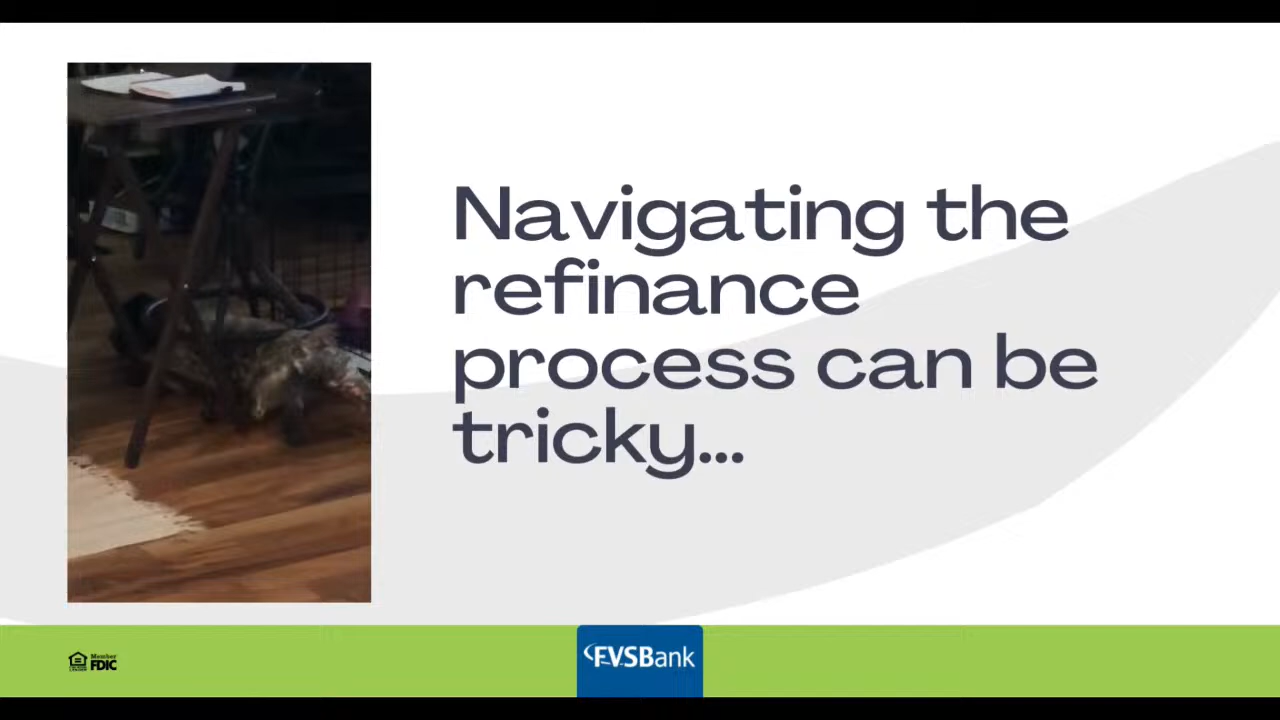 Navigating the
refinance
process can be
tricky...
Member
FDIC
FVSBank